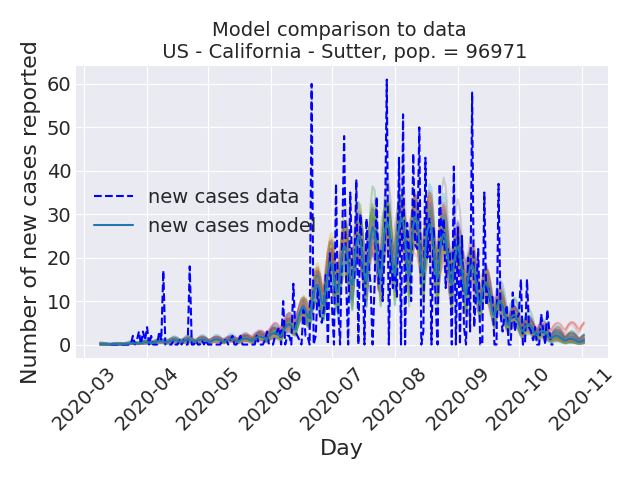 Model comparison to data
US - California - Sutter, pop. = 96971
Number of new cases reported
60
50
40
30
20
10
0
new cases data
new cases model
2020-03
2020-04
2020-05
2020-06
2020-07
2020-08
2020-09
2020-10
2020-11
Day